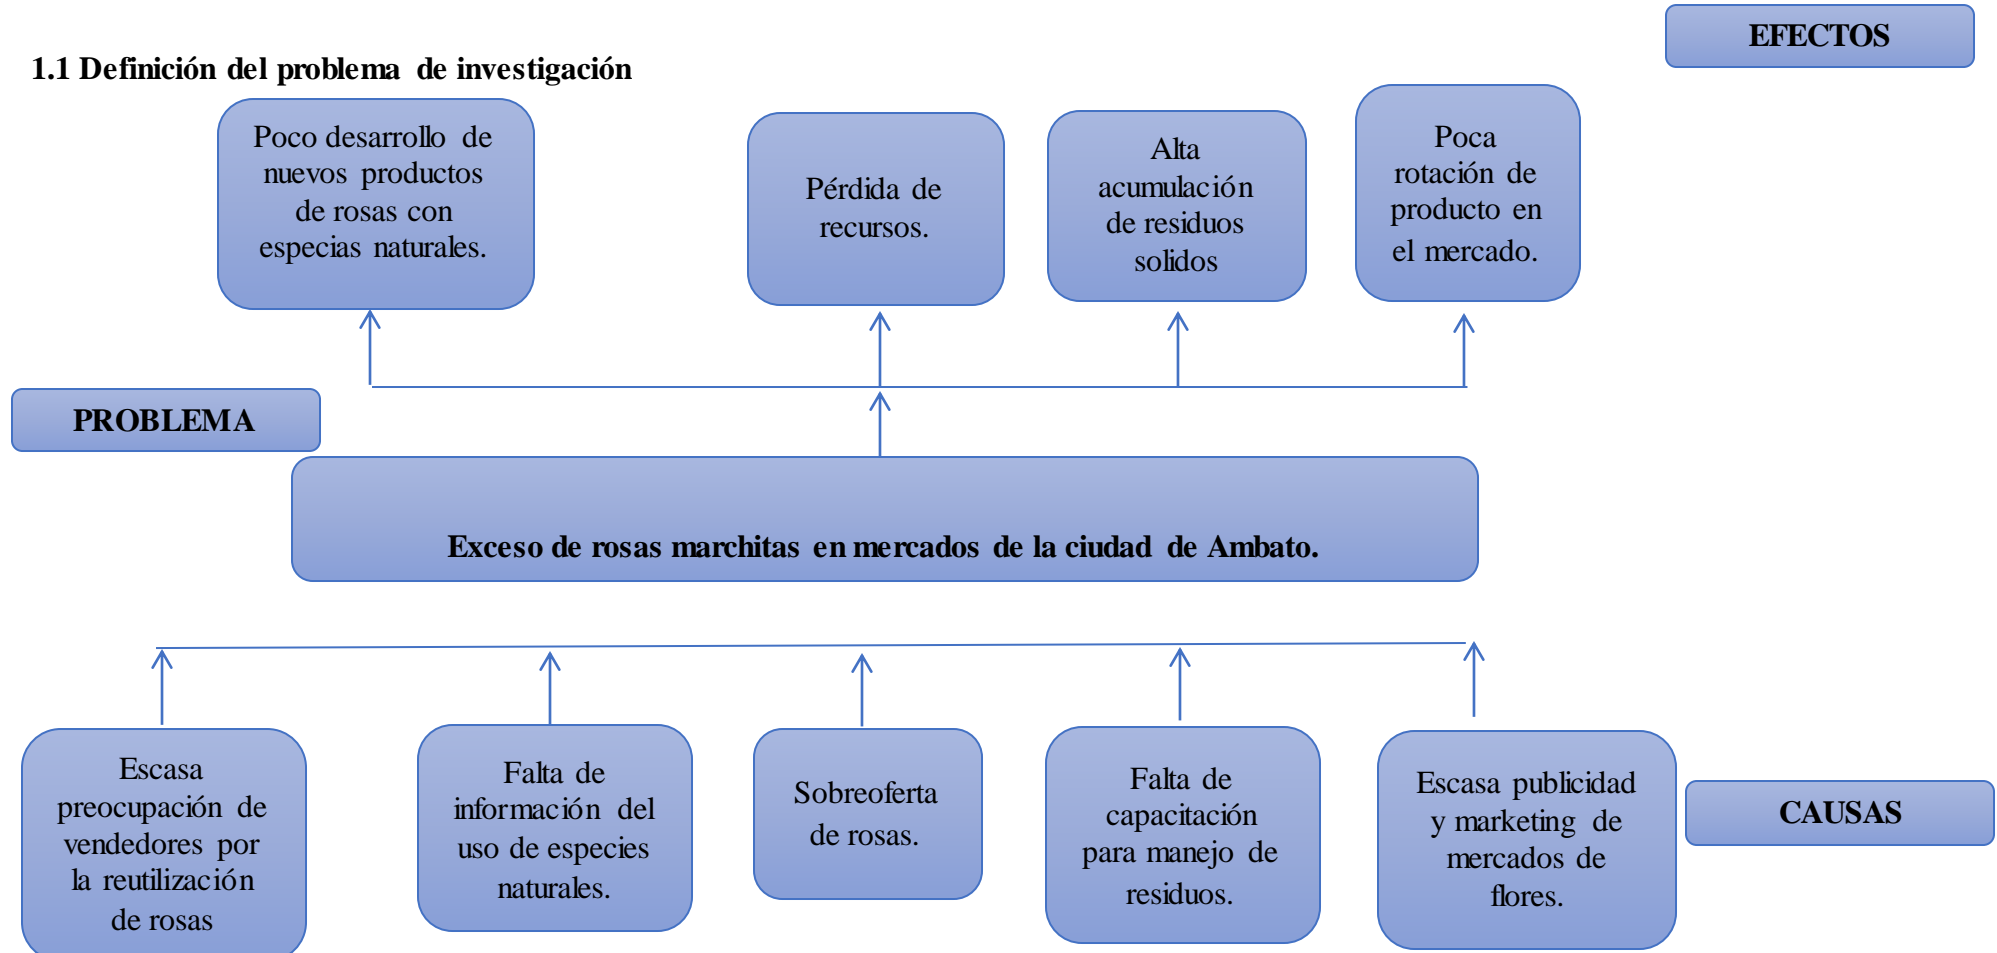 EFECTOS
1.1 Definición del problema de investigación
Poco desarrollo de
nuevos productos
de rosas con
especias naturales.
Pérdida de
recursos.
Alta
acumulación
de residuos
solidos
Poca
rotación de
producto en
el mercado.
PROBLEMA
Exceso de rosas marchitas en mercados de la ciudad de Ambato.
Escasa
preocupación de
vendedores por
la reutilización
de rosas
Falta de
información del
uso de especies
naturales.
Sobreoferta
de rosas.
Falta de
capacitación
para manejo de
residuos.
Escasa publicidad
y marketing de
mercados de
flores.
CAUSAS